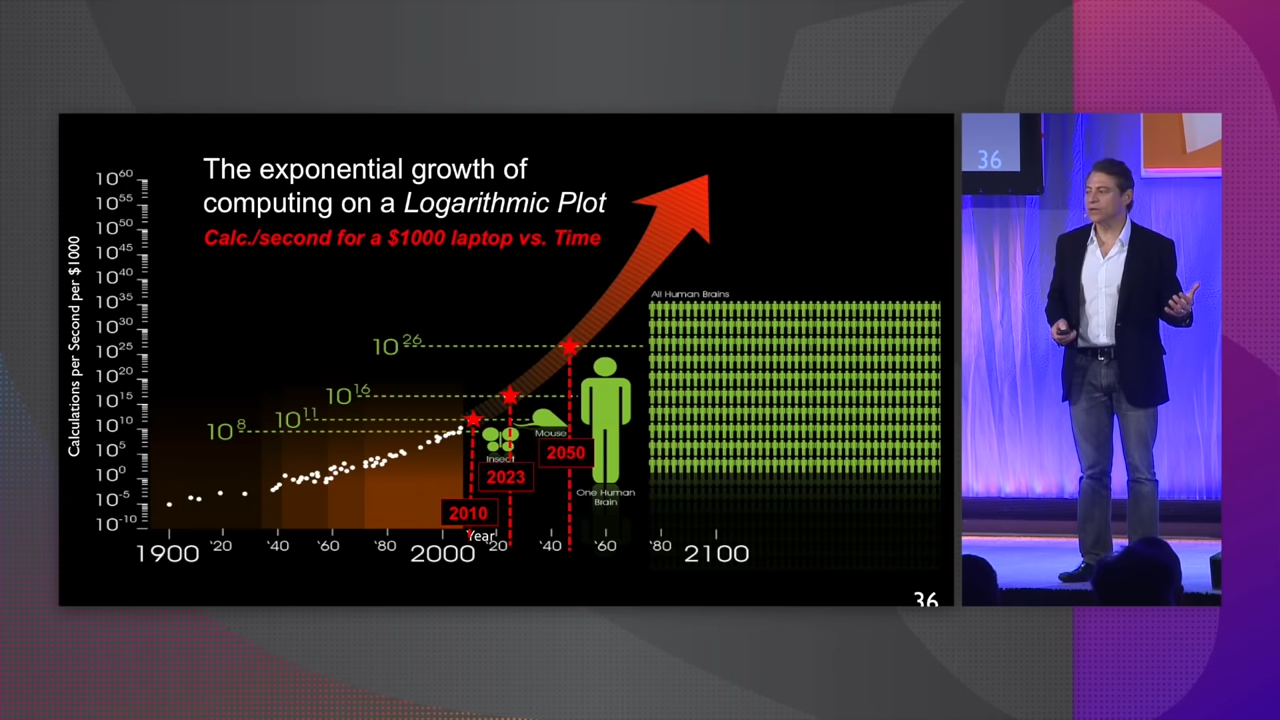 The exponential growth of
computing on a Logarithmic Plot
Calc./second for a $1000 laptop vs. Time
Calculations per Second per $1000
10^60
10^55
10^50
10^45
10^40
10^35
10^30
10^25
10^20
10^15
10^10
10^5
10^0
10^-5
10^-10
10^26
10^16
10^11
10^8
All Human Brains
Mouse
Insect
One Human
Brain
2050
2023
2010
Year
1900 '20 '40 '60 '80 2000 '20 '40 '60 '80 2100
36
36